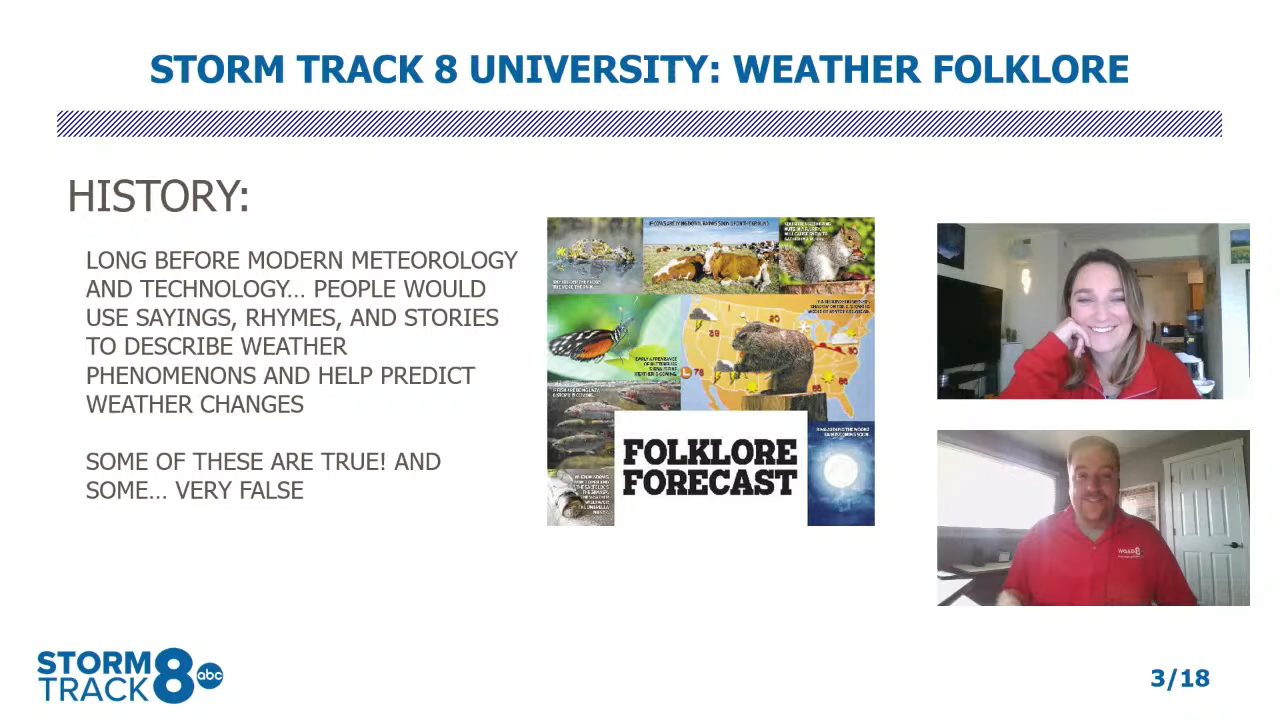 STORM TRACK 8 UNIVERSITY: WEATHER FOLKLORE
HISTORY:
LONG BEFORE MODERN METEOROLOGY
AND TECHNOLOGY... PEOPLE WOULD
USE SAYINGS, RHYMES, AND STORIES
TO DESCRIBE WEATHER
PHENOMENONS AND HELP PREDICT
WEATHER CHANGES
SOME OF THESE ARE TRUE! AND
SOME... VERY FALSE
FOLKLORE
FORECAST
WQAD8
STORM
TRACK 8 abc
3/18